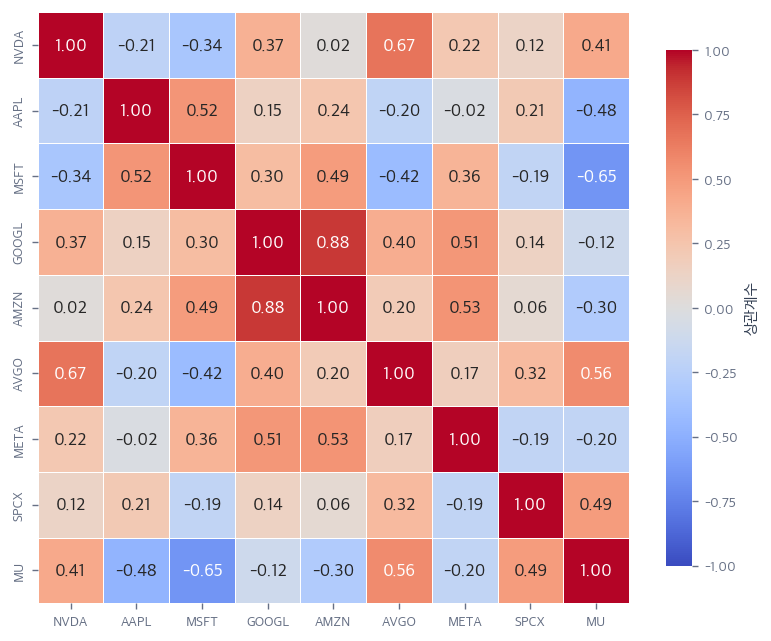 NVDA 1.00 -0.21 -0.34 0.37 0.02 0.67 0.22 0.12 0.41
AAPL -0.21 1.00 0.52 0.15 0.24 -0.20 -0.02 0.21 -0.48
MSFT -0.34 0.52 1.00 0.30 0.49 -0.42 0.36 -0.19 -0.65
GOOGL 0.37 0.15 0.30 1.00 0.88 0.40 0.51 0.14 -0.12
AMZN 0.02 0.24 0.49 0.88 1.00 0.20 0.53 0.06 -0.30
AVGO 0.67 -0.20 -0.42 0.40 0.20 1.00 0.17 0.32 0.56
META 0.22 -0.02 0.36 0.51 0.53 0.17 1.00 -0.19 -0.20
SPCX 0.12 0.21 -0.19 0.14 0.06 0.32 -0.19 1.00 0.49
MU 0.41 -0.48 -0.65 -0.12 -0.30 0.56 -0.20 0.49 1.00
NVDA AAPL MSFT GOOGL AMZN AVGO META SPCX MU
1.00
0.75
0.50
0.25
0.00
-0.25
-0.50
-0.75
-1.00
상관계수